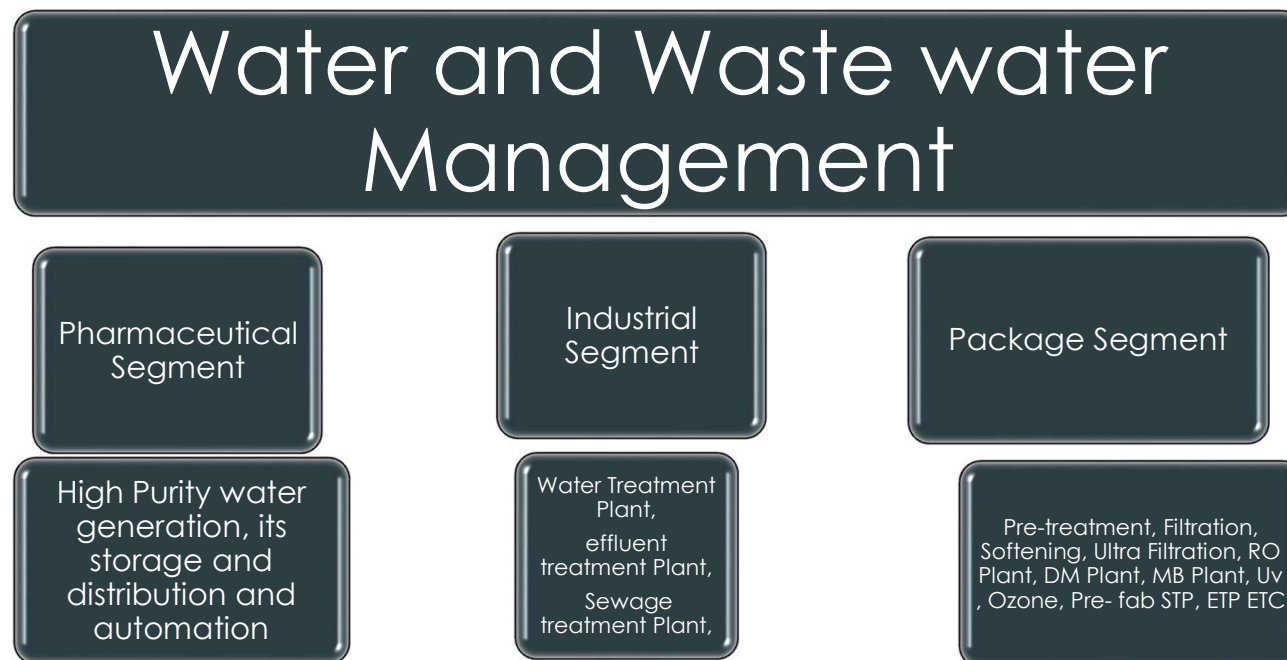 Water and Waste water
Management
Pharmaceutical
Segment
Industrial
Segment
Package Segment
High Purity water
generation, its
storage and
distribution and
automation
Water Treatment
Plant,
effluent
treatment Plant,
Sewage
treatment Plant,
Pre-treatment, Filtration,
Softening, Ultra Filtration, RO
Plant, DM Plant, MB Plant, Uv
, Ozone, Pre- fab STP, ETP ETC